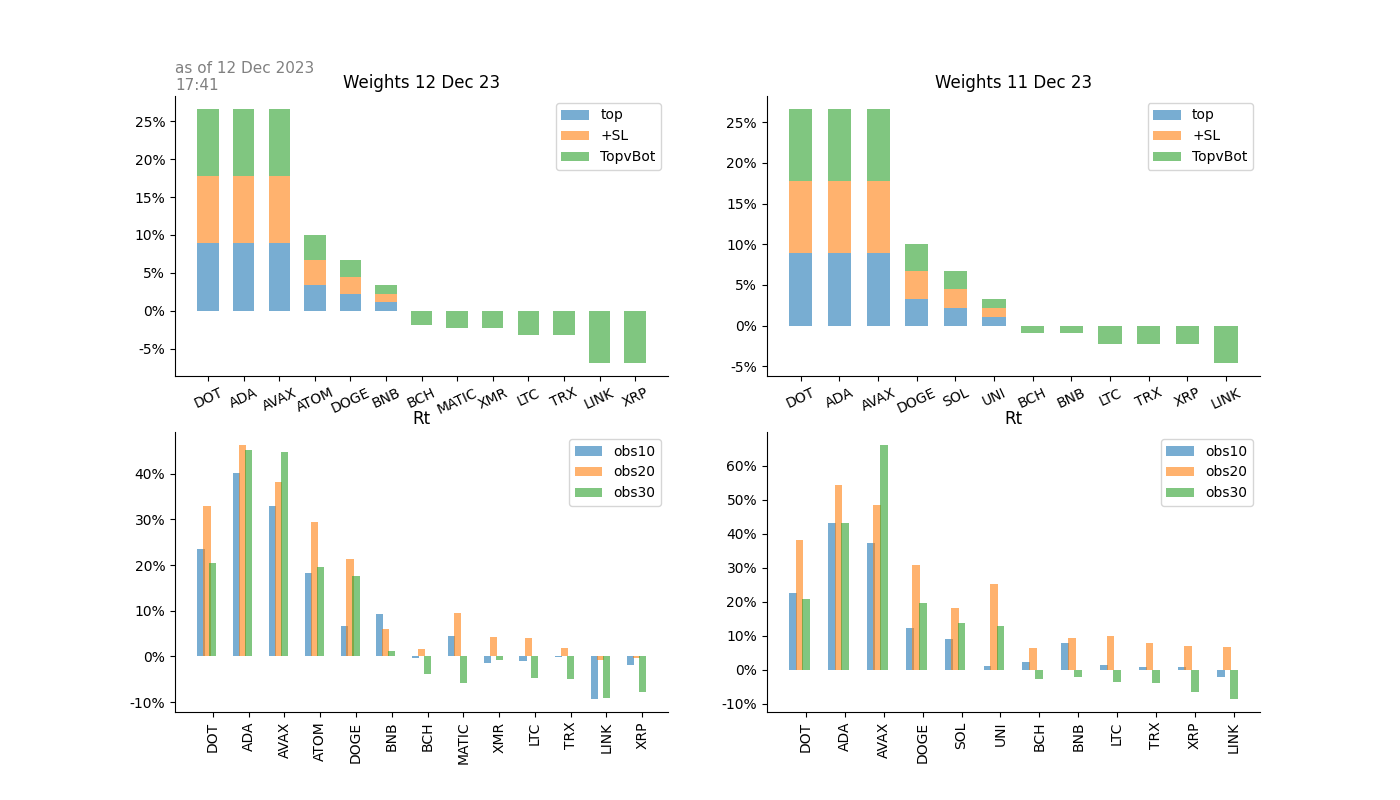 as of 12 Dec 2023
17:41
Weights 12 Dec 23
25%
20%
15%
10%
5%
0%
-5%
top
+SL
TopvBot
DOT ADA AVAX ATOM DOGE BNB BCH MATIC XMR LTC TRX LINK XRP
Weights 11 Dec 23
25%
20%
15%
10%
5%
0%
-5%
top
+SL
TopvBot
DOT ADA AVAX DOGE SOL UNI BCH BNB LTC TRX XRP LINK
Rt
40%
30%
20%
10%
0%
-10%
obs10
obs20
obs30
DOT ADA AVAX ATOM DOGE BNB BCH MATIC XMR LTC TRX LINK XRP
Rt
60%
50%
40%
30%
20%
10%
0%
-10%
obs10
obs20
obs30
DOT ADA AVAX DOGE SOL UNI BCH BNB LTC TRX XRP LINK